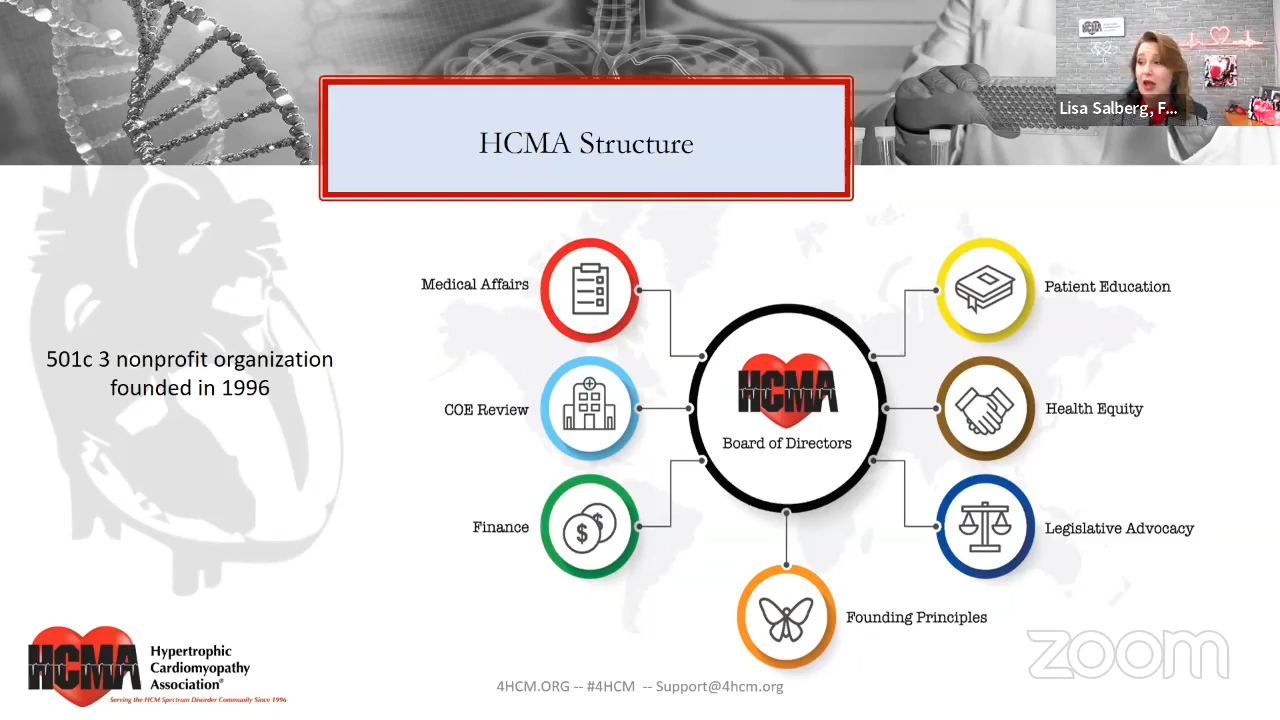 HCMA Structure
Lisa Salberg, F...
501c 3 nonprofit organization
founded in 1996
Medical Affairs
COE Review
Finance
HCMA
Board of Directors
Patient Education
Health Equity
Legislative Advocacy
Founding Principles
HCMA
Hypertrophic
Cardiomyopathy
Association®
Serving the HCM Spectrum Disorder Community Since 1996
4HCM.ORG -- #4HCM -- Support@4hcm.org
zoom